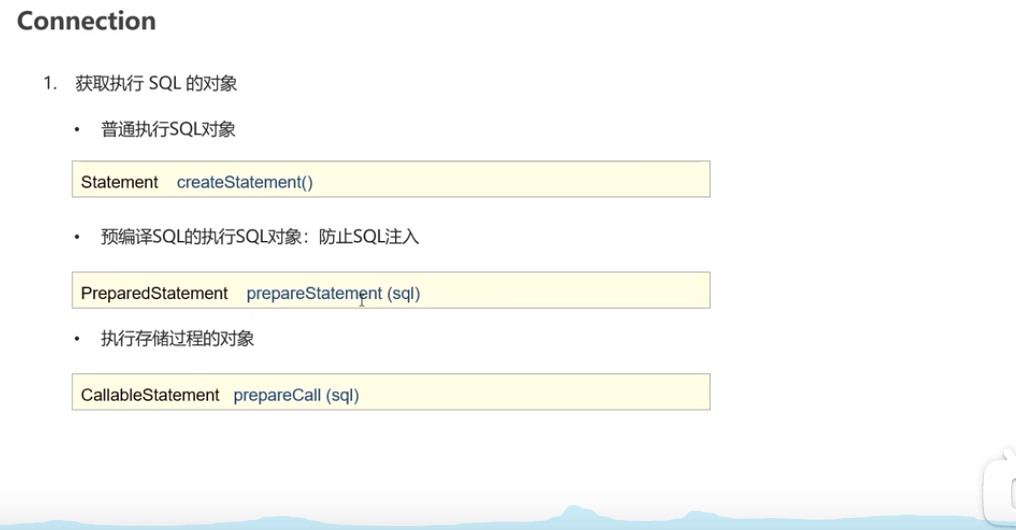 Connection
1. 获取执行 SQL 的对象
• 普通执行SQL对象
Statement createStatement()
• 预编译SQL的执行SQL对象：防止SQL注入
PreparedStatement prepareStatement (sql)
• 执行存储过程的对象
CallableStatement prepareCall (sql)